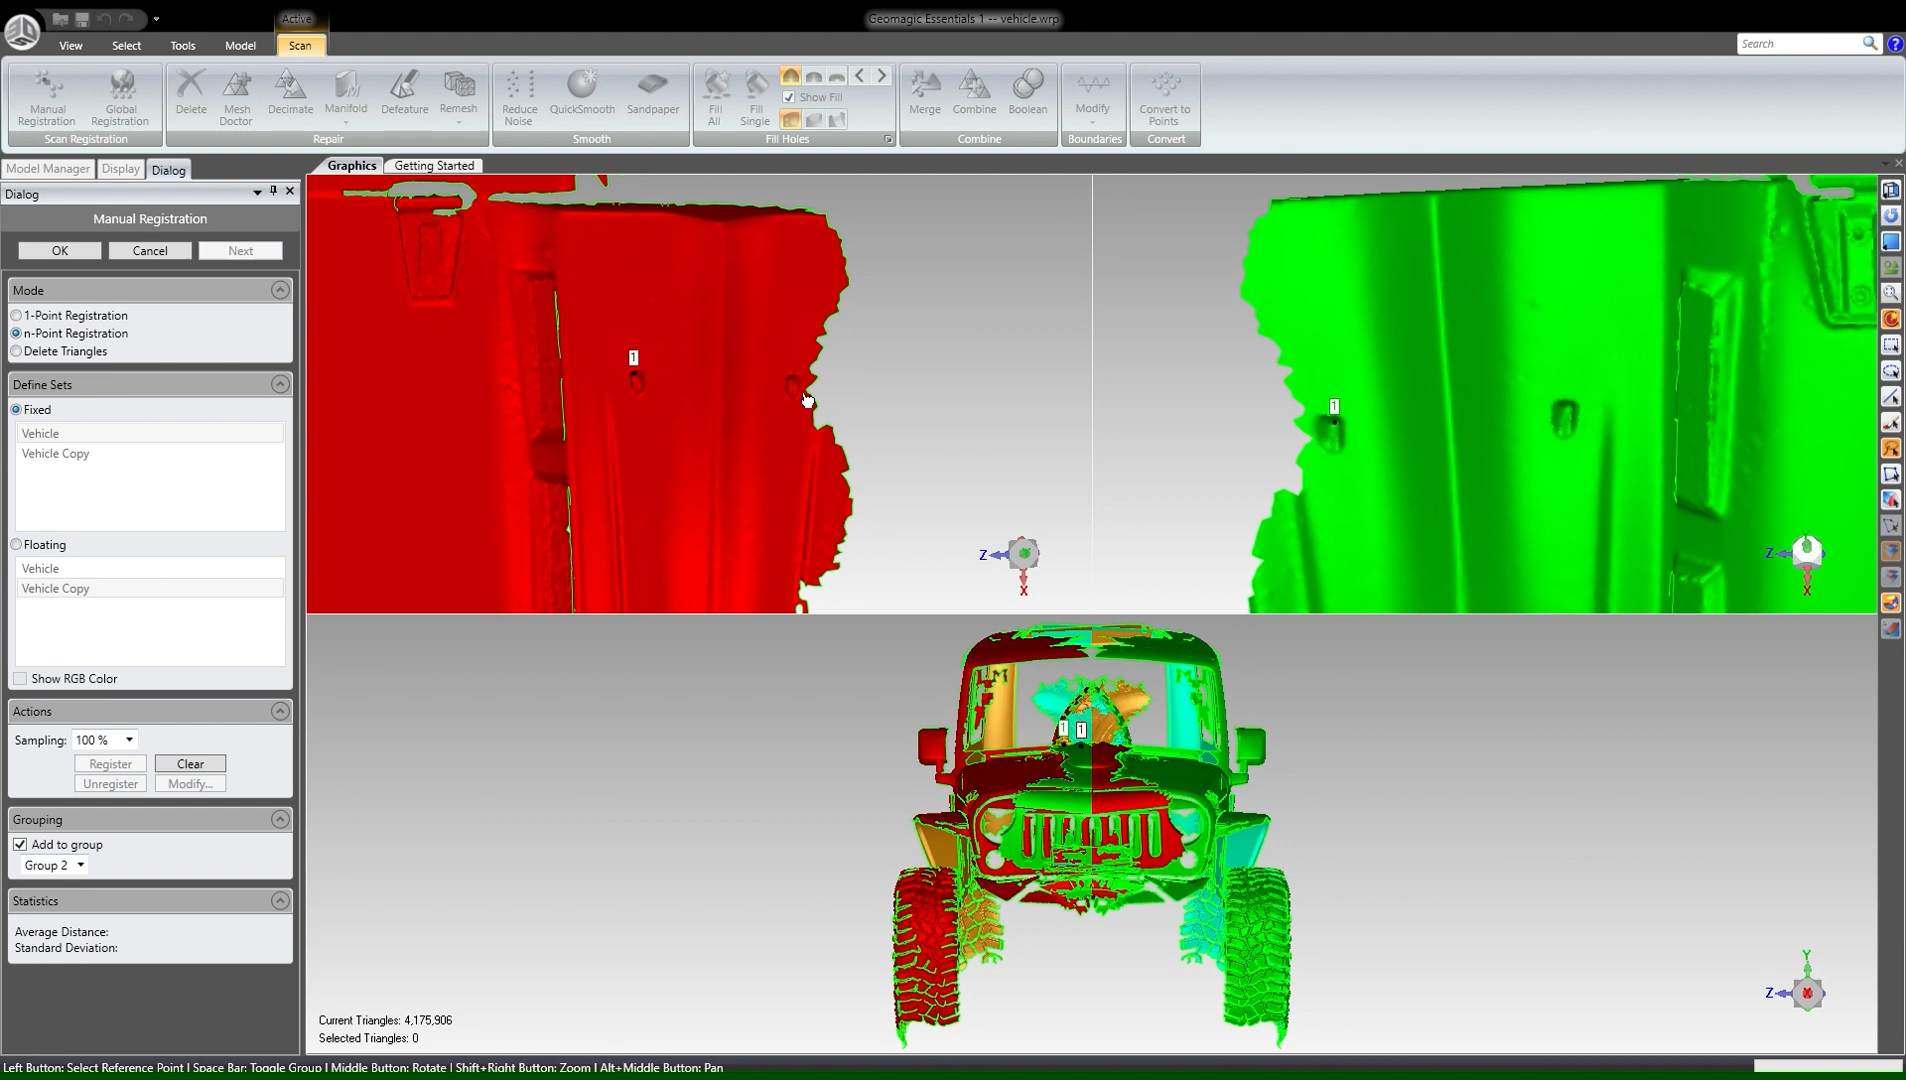 Active
Geomagic Essentials 1 -- vehicle.wrp
View Select Tools Model Scan
Search
Manual Registration
Global Registration
Delete
Mesh Doctor
Decimate
Manifold
Defeature
Remesh
Reduce Noise
QuickSmooth
Sandpaper
Fill All
Fill Single
Show Fill
Merge
Combine
Boolean
Modify
Convert to Points
Scan Registration
Repair
Smooth
Fill Holes
Combine
Boundaries
Convert
Model Manager Display Dialog
Graphics Getting Started
Dialog
Manual Registration
OK Cancel Next
Mode
1-Point Registration
n-Point Registration
Delete Triangles
Define Sets
Fixed
Vehicle
Vehicle Copy
Floating
Vehicle
Vehicle Copy
Show RGB Color
Actions
Sampling: 100 %
Register Clear
Unregister Modify...
Grouping
Add to group
Group 2
Statistics
Average Distance:
Standard Deviation:
1
1
Z
X
Z
X
1 1
Y
Z
X
Current Triangles: 4,175,906
Selected Triangles: 0
Left Button: Select Reference Point | Space Bar: Toggle Group | Middle Button: Rotate | Shift+Right Button: Zoom | Alt+Middle Button: Pan